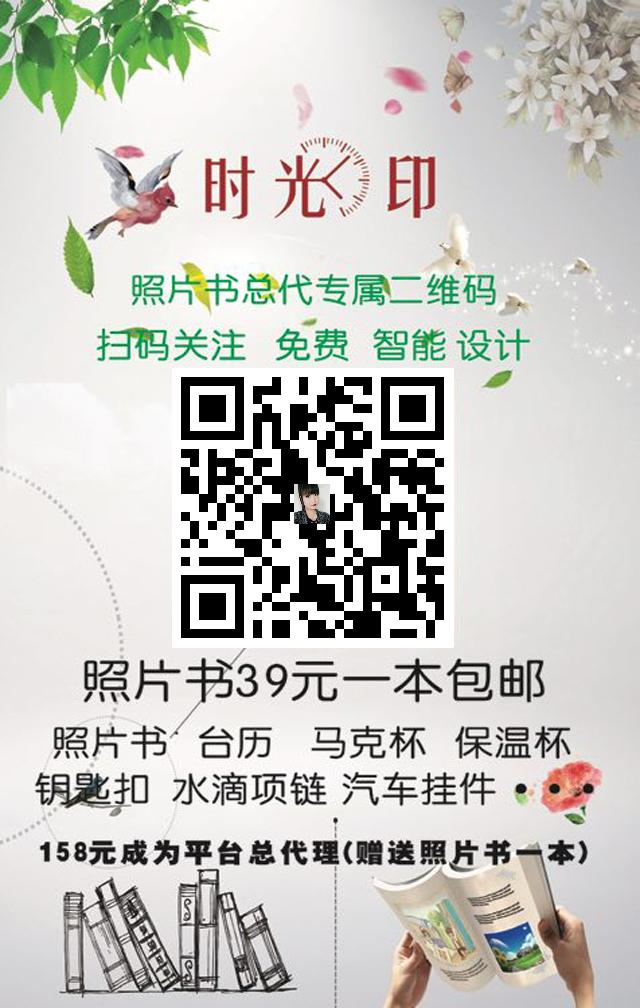 时光印
照片书总代专属二维码
扫码关注 免费 智能 设计
照片书39元一本包邮
照片书 台历 马克杯 保温杯
钥匙扣 水滴项链 汽车挂件
158元成为平台总代理(赠送照片书一本)